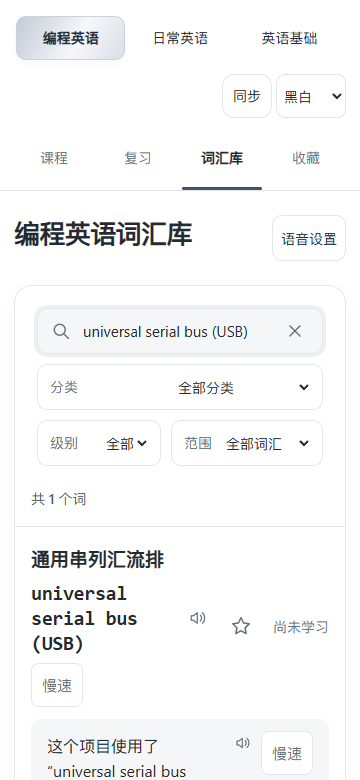 编程英语 日常英语 英语基础
同步 黑白
课程 复习 词汇库 收藏
编程英语词汇库 语音设置
universal serial bus (USB)
分类 全部分类
级别 全部 范围 全部词汇
共 1 个词
通用串列汇流排
universal
serial bus
(USB)
尚未学习
慢速
这个项目使用了
慢速
“universal serial bus